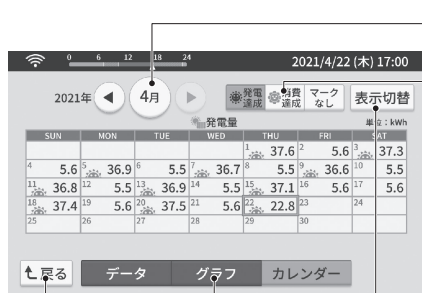 0 6 12 18 24 2021/4/22 (木) 17:00
2021年 ◀ 4月 ▶ 発電達成 消費達成 マークなし 表示切替
発電量 単位：kWh
SUN MON TUE WED THU FRI SAT
1 37.6 2 5.6 3 37.3
4 5.6 5 36.9 6 5.5 7 36.7 8 5.5 9 36.6 10 5.5
11 36.8 12 5.5 13 36.9 14 5.5 15 37.1 16 5.6 17 5.6
18 37.4 19 5.6 20 37.5 21 5.6 22 22.8 23 24
25 26 27 28 29 30
戻る データ グラフ カレンダー